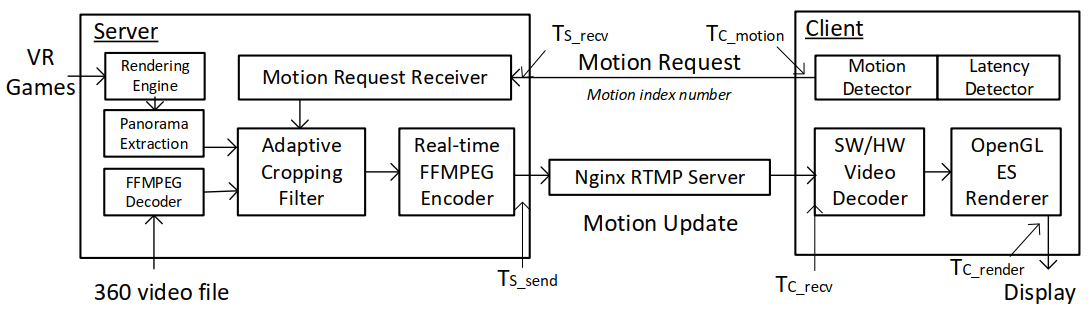 Server
VR
Games
Rendering
Engine
Panorama
Extraction
FFMPEG
Decoder
360 video file
Motion Request Receiver
Adaptive
Cropping
Filter
Real-time
FFMPEG
Encoder
TS_recv
TC_motion
Motion Request
Motion index number
Nginx RTMP Server
Motion Update
TS_send
Client
Motion
Detector
Latency
Detector
SW/HW
Video
Decoder
OpenGL
ES
Renderer
TC_recv
TC_render
Display